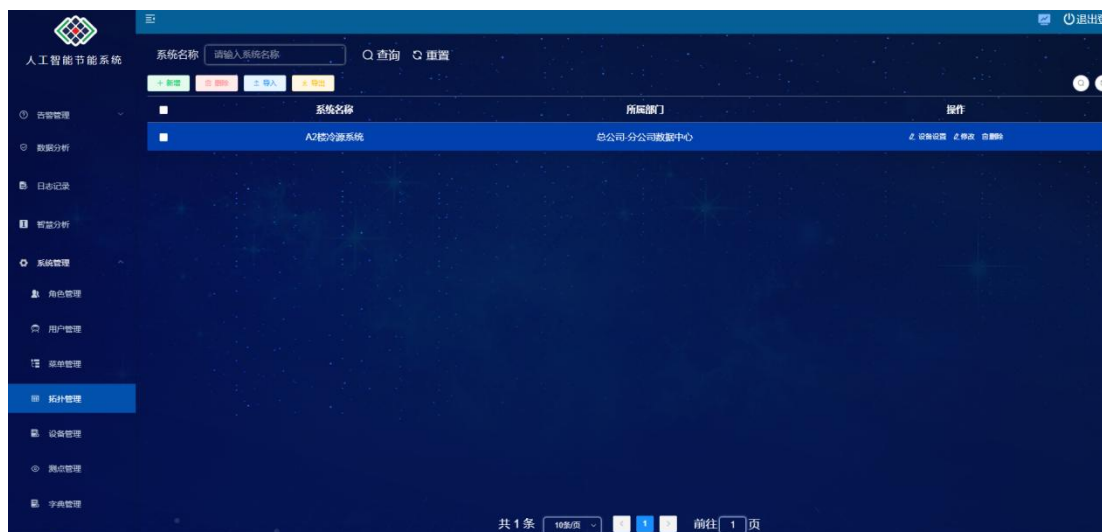 退出登
人工智能节能系统
系统名称 请输入系统名称 查询 重置
+ 新增 删除 导入 导出
系统名称 所属部门 操作
A2楼冷源系统 总公司-分公司数据中心 设备设置 修改 删除
告警管理
数据分析
日志记录
智慧分析
系统管理
角色管理
用户管理
菜单管理
拓扑管理
设备管理
测点管理
字典管理
共1条 10条/页 < 1 > 前往 1 页